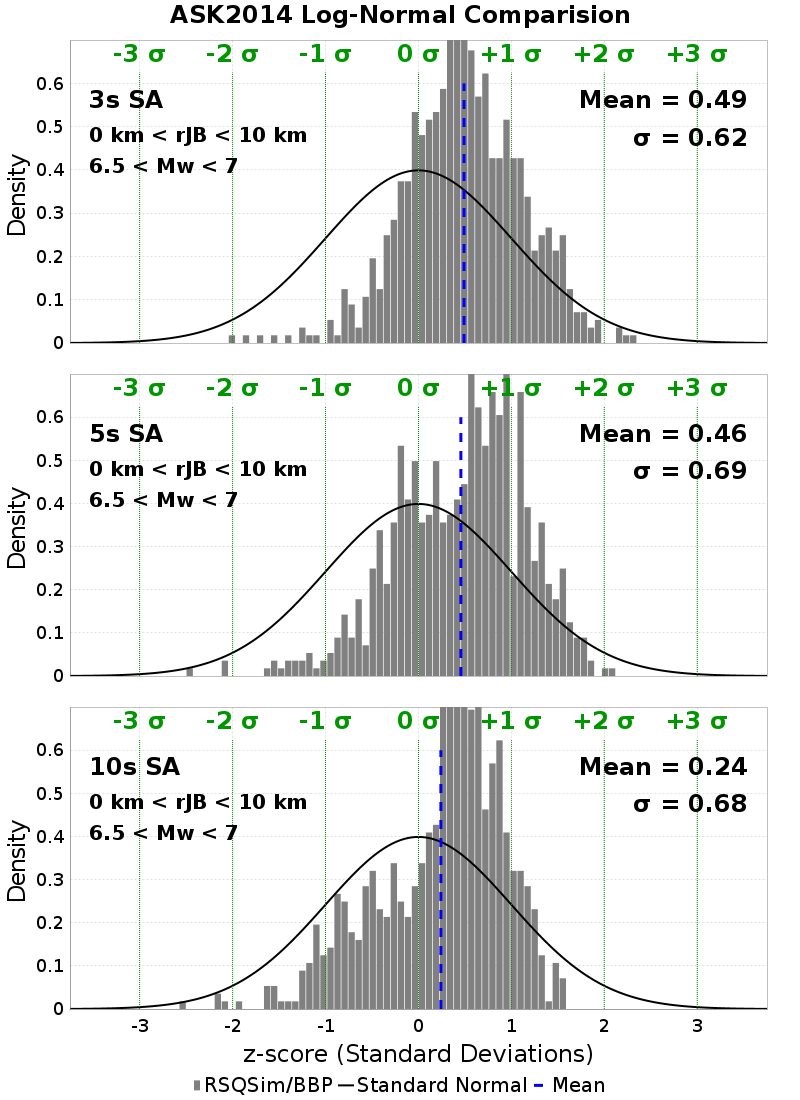 ASK2014 Log-Normal Comparision
-3 σ -2 σ -1 σ 0 σ +1 σ +2 σ +3 σ
3s SA
0 km < rJB < 10 km
6.5 < Mw < 7
Mean = 0.49
σ = 0.62
Density
0.6
0.5
0.4
0.3
0.2
0.1
0
-3 σ -2 σ -1 σ 0 σ +1 σ +2 σ +3 σ
5s SA
0 km < rJB < 10 km
6.5 < Mw < 7
Mean = 0.46
σ = 0.69
Density
0.6
0.5
0.4
0.3
0.2
0.1
0
-3 σ -2 σ -1 σ 0 σ +1 σ +2 σ +3 σ
10s SA
0 km < rJB < 10 km
6.5 < Mw < 7
Mean = 0.24
σ = 0.68
Density
0.6
0.5
0.4
0.3
0.2
0.1
0
-3 -2 -1 0 1 2 3
z-score (Standard Deviations)
RSQSim/BBP Standard Normal Mean